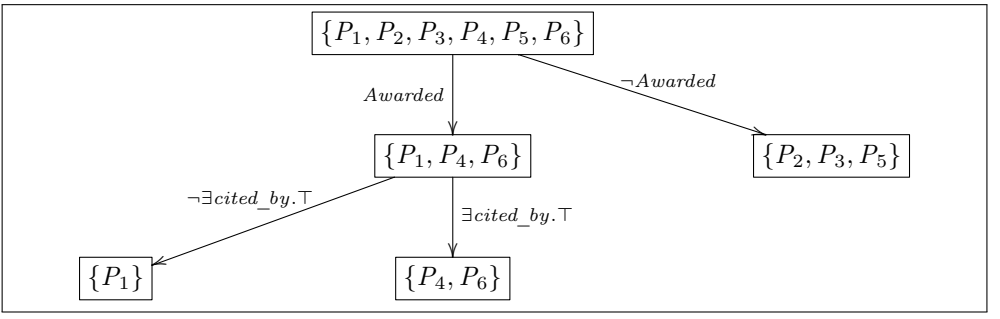 {P₁, P₂, P₃, P₄, P₅, P₆}
Awarded
¬Awarded
{P₁, P₄, P₆}
{P₂, P₃, P₅}
¬∃cited_by.⊤
∃cited_by.⊤
{P₁}
{P₄, P₆}